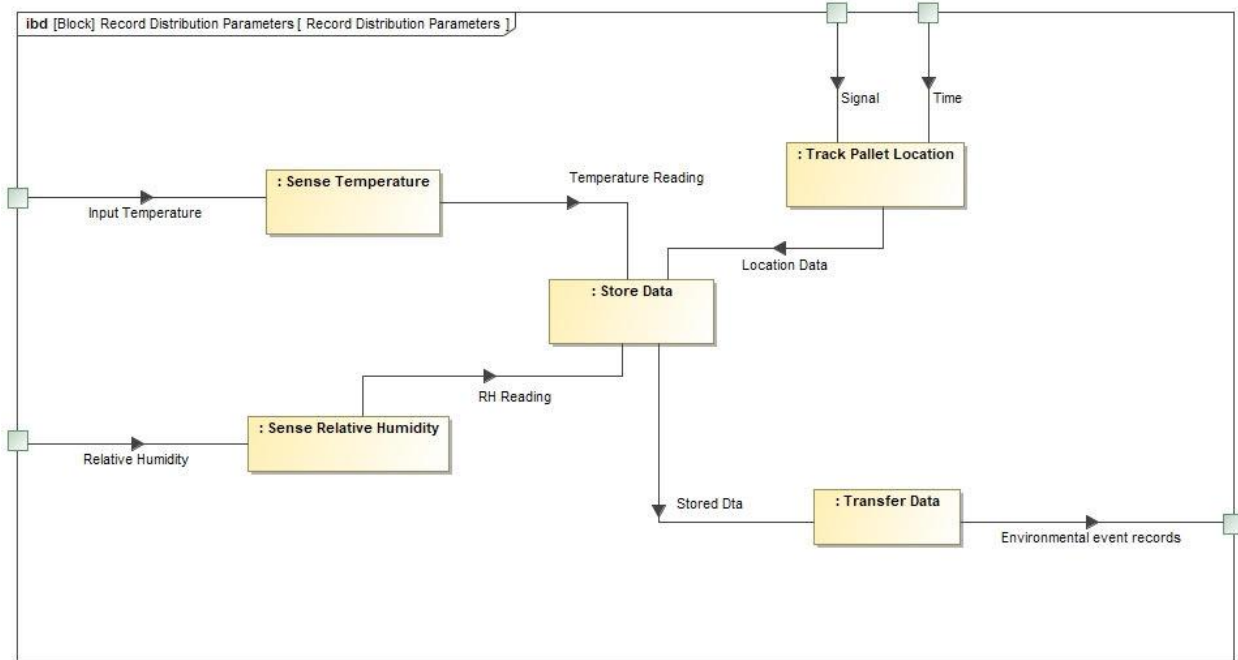 ibd [Block] Record Distribution Parameters [ Record Distribution Parameters ]
Signal
Time
: Track Pallet Location
: Sense Temperature
Temperature Reading
Input Temperature
Location Data
: Store Data
RH Reading
: Sense Relative Humidity
Relative Humidity
Stored Dta
: Transfer Data
Environmental event records